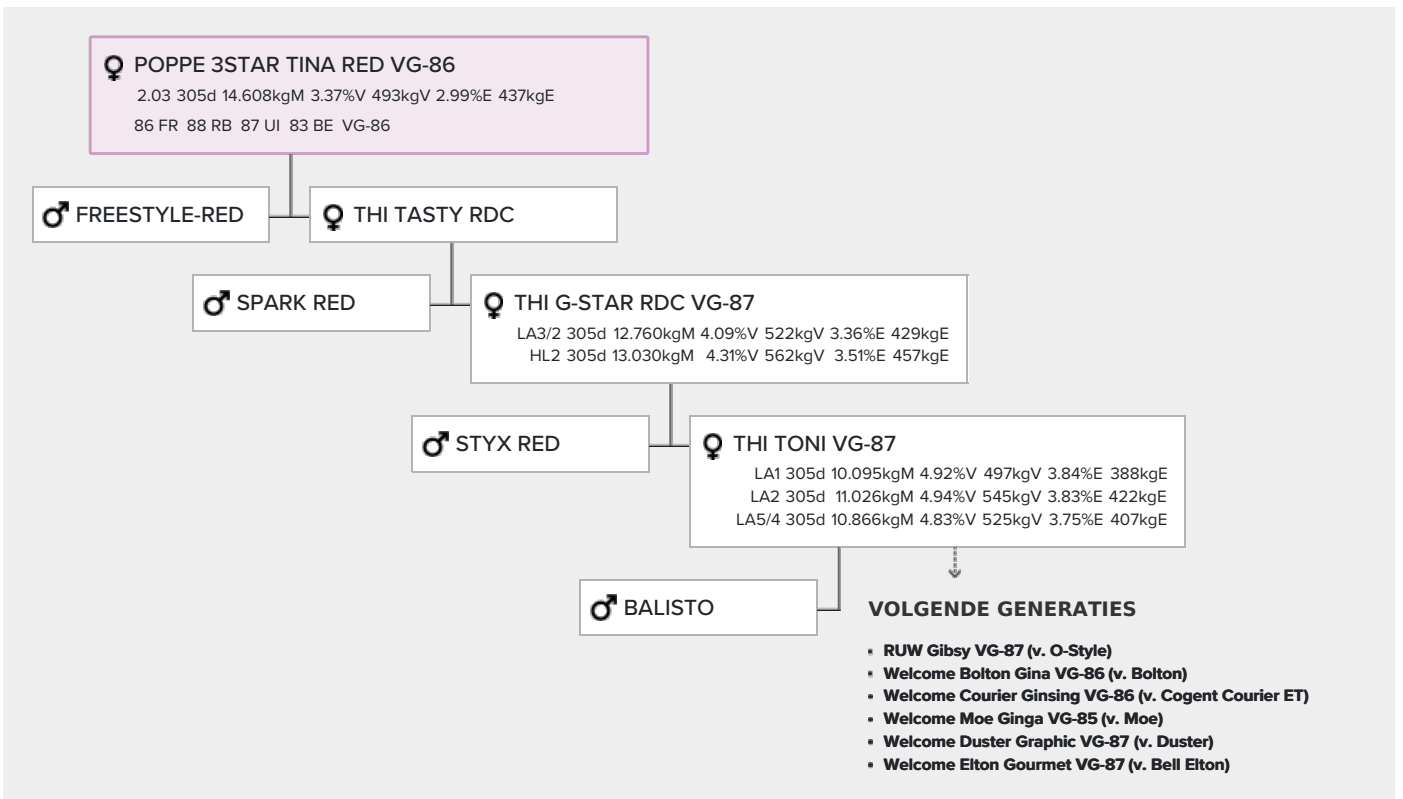 POPPE 3STAR TINA RED VG-86
2.03 305d 14.608kgM 3.37%V 493kgV 2.99%E 437kgE
86 FR 88 RB 87 UI 83 BE VG-86
FREESTYLE-RED
THI TASTY RDC
SPARK RED
THI G-STAR RDC VG-87
LA3/2 305d 12.760kgM 4.09%V 522kgV 3.36%E 429kgE
HL2 305d 13.030kgM 4.31%V 562kgV 3.51%E 457kgE
STYX RED
THI TONI VG-87
LA1 305d 10.095kgM 4.92%V 497kgV 3.84%E 388kgE
LA2 305d 11.026kgM 4.94%V 545kgV 3.83%E 422kgE
LA5/4 305d 10.866kgM 4.83%V 525kgV 3.75%E 407kgE
BALISTO
VOLGENDE GENERATIES
• RUW Gibsy VG-87 (v. O-Style)
• Welcome Bolton Gina VG-86 (v. Bolton)
• Welcome Courier Ginsing VG-86 (v. Cogent Courier ET)
• Welcome Moe Ginga VG-85 (v. Moe)
• Welcome Duster Graphic VG-87 (v. Duster)
• Welcome Elton Gourmet VG-87 (v. Bell Elton)